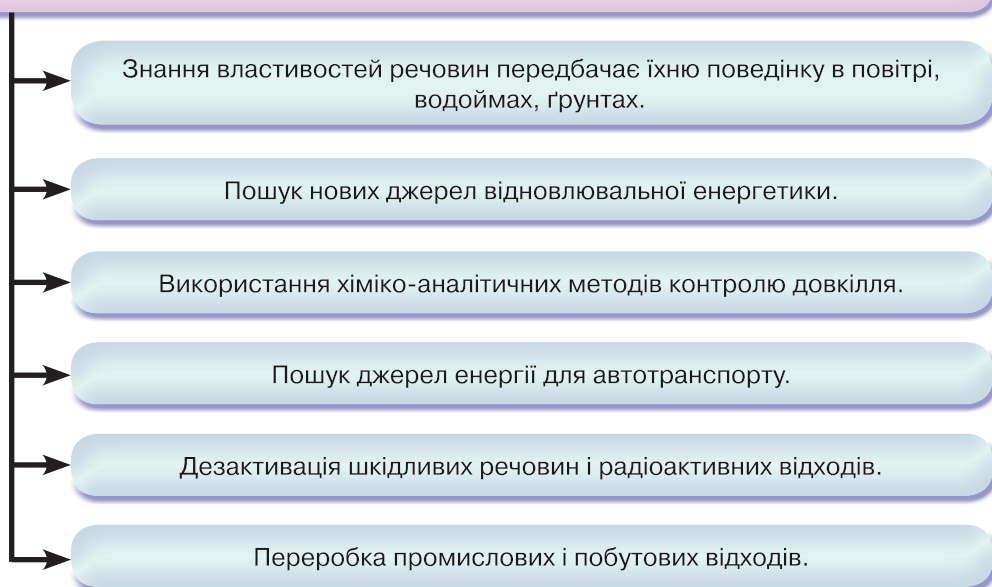 Знання властивостей речовин передбачає їхню поведінку в повітрі,
водоймах, ґрунтах.
Пошук нових джерел відновлювальної енергетики.
Використання хіміко-аналітичних методів контролю довкілля.
Пошук джерел енергії для автотранспорту.
Дезактивація шкідливих речовин і радіоактивних відходів.
Переробка промислових і побутових відходів.